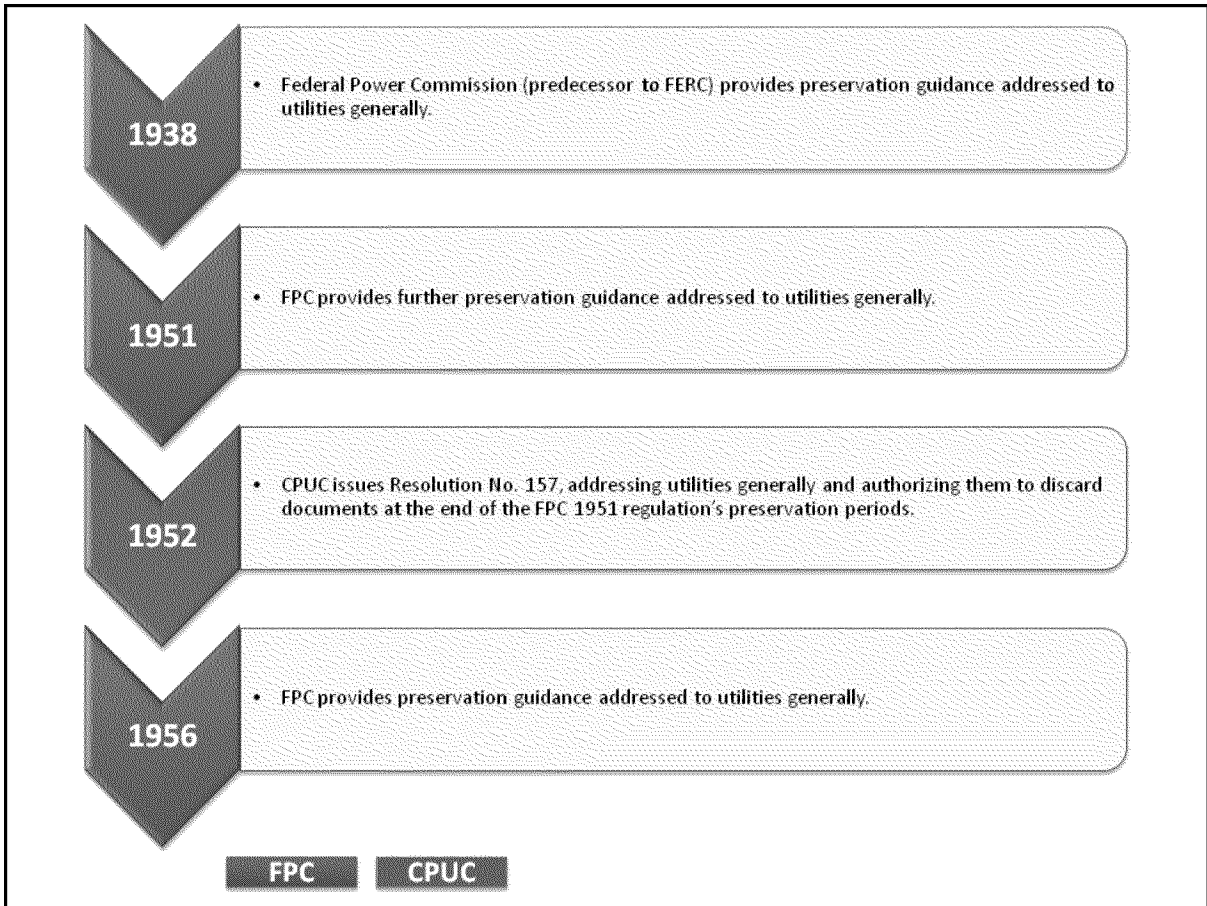 1938
• Federal Power Commission (predecessor to FERC) provides preservation guidance addressed to
utilities generally.
1951
• FPC provides further preservation guidance addressed to utilities generally.
1952
• CPUC issues Resolution No. 157, addressing utilities generally and authorizing them to discard
documents at the end of the FPC 1951 regulation's preservation periods.
1956
• FPC provides preservation guidance addressed to utilities generally.
FPC CPUC